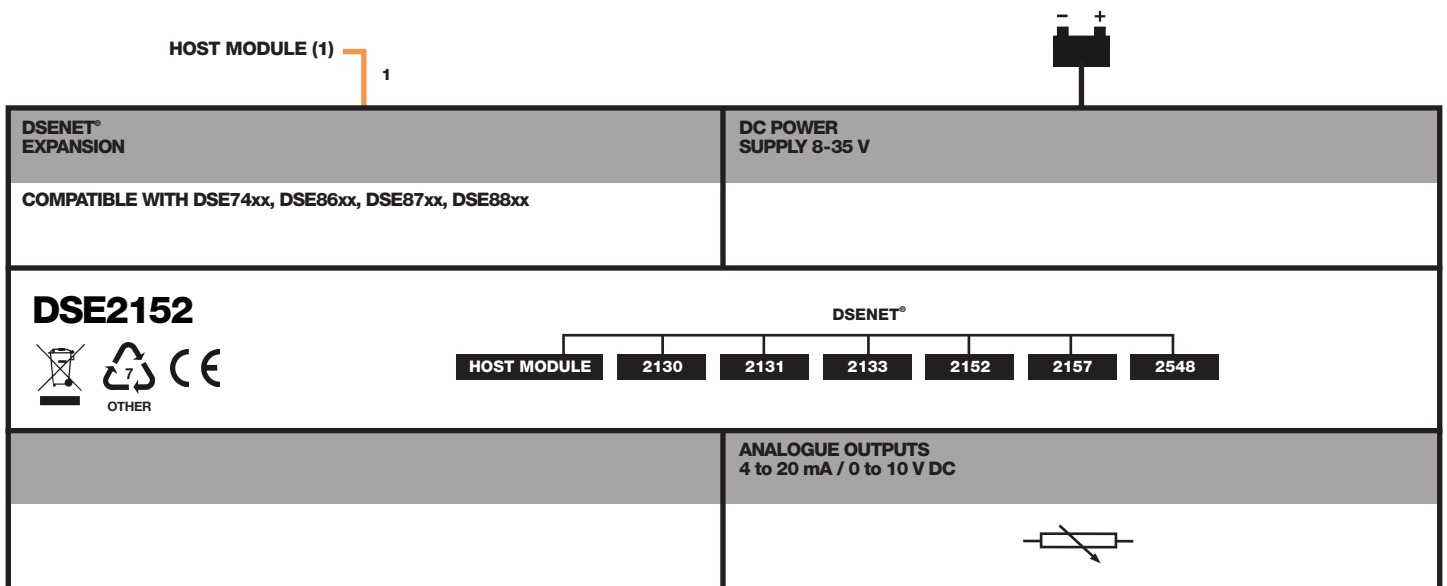 HOST MODULE (1)
1
- +
DSENET®
EXPANSION
DC POWER
SUPPLY 8-35 V
COMPATIBLE WITH DSE74xx, DSE86xx, DSE87xx, DSE88xx
DSE2152
7
OTHER
CE
DSENET®
HOST MODULE 2130 2131 2133 2152 2157 2548
ANALOGUE OUTPUTS
4 to 20 mA / 0 to 10 V DC